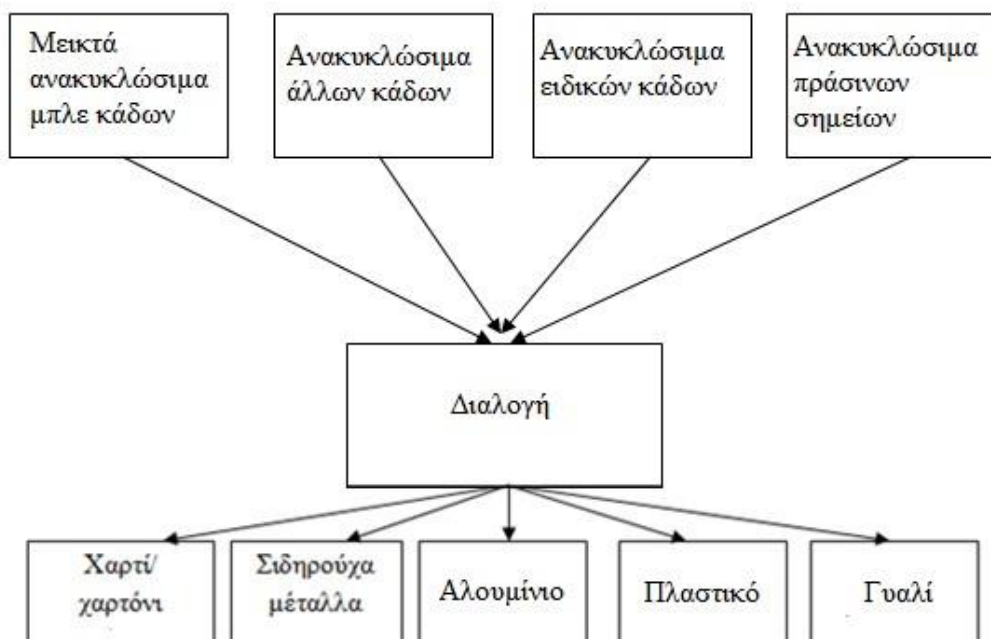 Μεικτά
ανακυκλώσιμα
μπλε κάδων
Ανακυκλώσιμα
άλλων κάδων
Ανακυκλώσιμα
ειδικών κάδων
Ανακυκλώσιμα
πράσινων
σημείων
Διαλογή
Χαρτί/
χαρτόνι
Σιδηρούχα
μέταλλα
Αλουμίνιο
Πλαστικό
Γυαλί